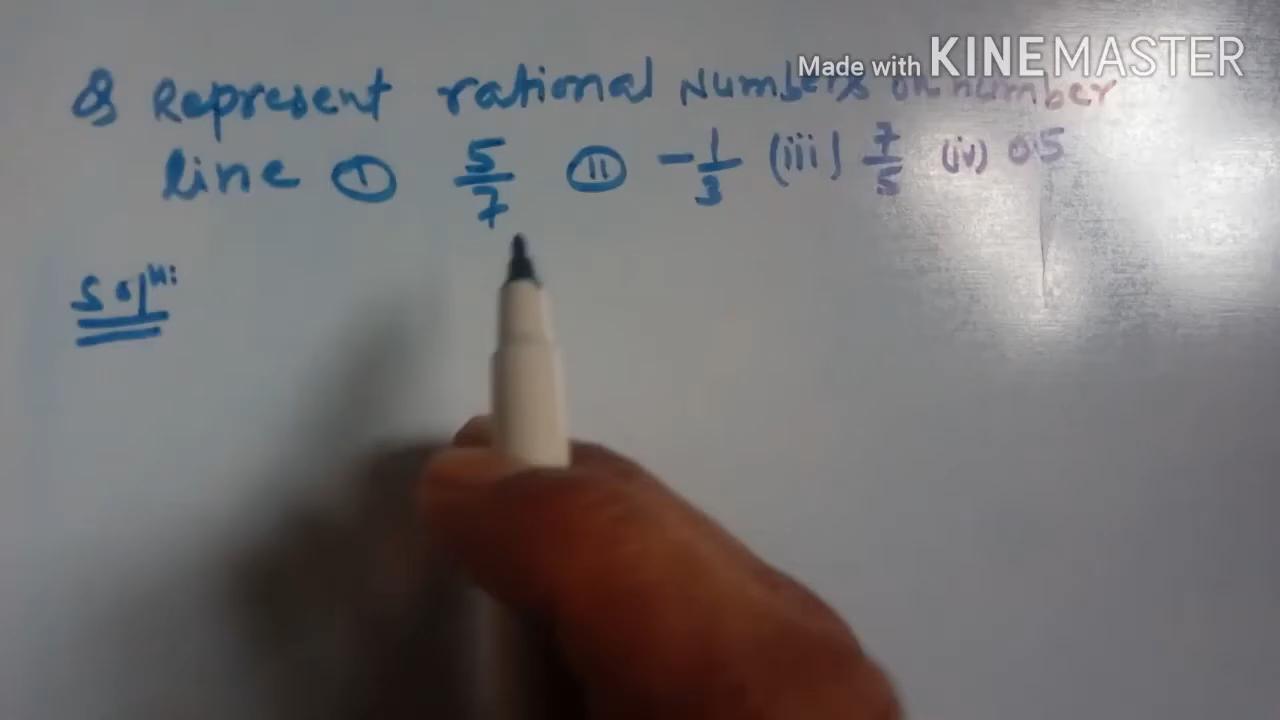 Made with KINEMASTER
Q Represent rational Numbers on number
line (I) 5/7 (II) -1/3 (iii) 7/5 (iv) 0.5
Solⁿ: